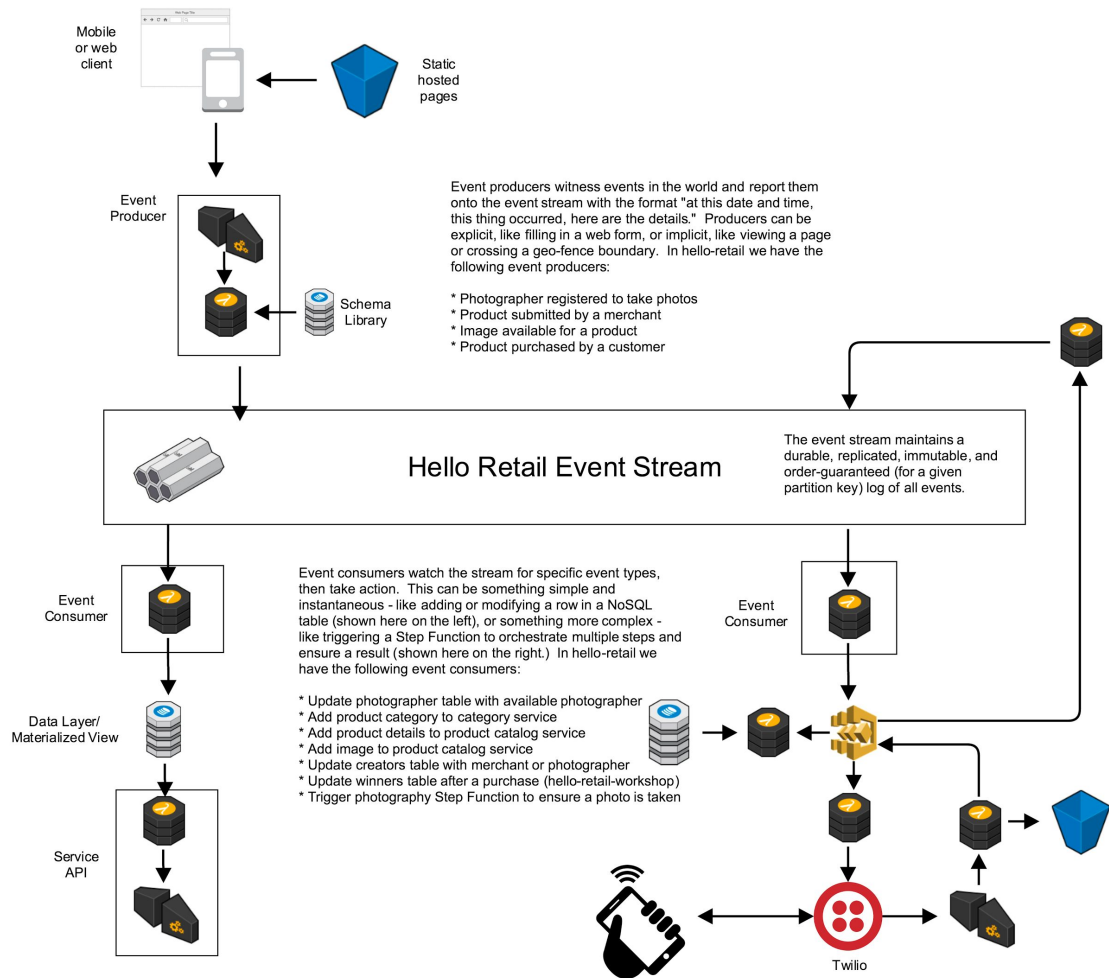 Web Page Title
Mobile
or web
client
Static
hosted
pages
Event
Producer
Event producers witness events in the world and report them
onto the event stream with the format "at this date and time,
this thing occurred, here are the details."  Producers can be
explicit, like filling in a web form, or implicit, like viewing a page
or crossing a geo-fence boundary.  In hello-retail we have the
following event producers:
* Photographer registered to take photos
* Product submitted by a merchant
* Image available for a product
* Product purchased by a customer
Schema
Library
Hello Retail Event Stream
The event stream maintains a
durable, replicated, immutable, and
order-guaranteed (for a given
partition key) log of all events.
Event
Consumer
Event consumers watch the stream for specific event types,
then take action.  This can be something simple and
instantaneous - like adding or modifying a row in a NoSQL
table (shown here on the left), or something more complex -
like triggering a Step Function to orchestrate multiple steps and
ensure a result (shown here on the right.)  In hello-retail we
have the following event consumers:
* Update photographer table with available photographer
* Add product category to category service
* Add product details to product catalog service
* Add image to product catalog service
* Update creators table with merchant or photographer
* Update winners table after a purchase (hello-retail-workshop)
* Trigger photography Step Function to ensure a photo is taken
Event
Consumer
Data Layer/
Materialized View
Service
API
Twilio